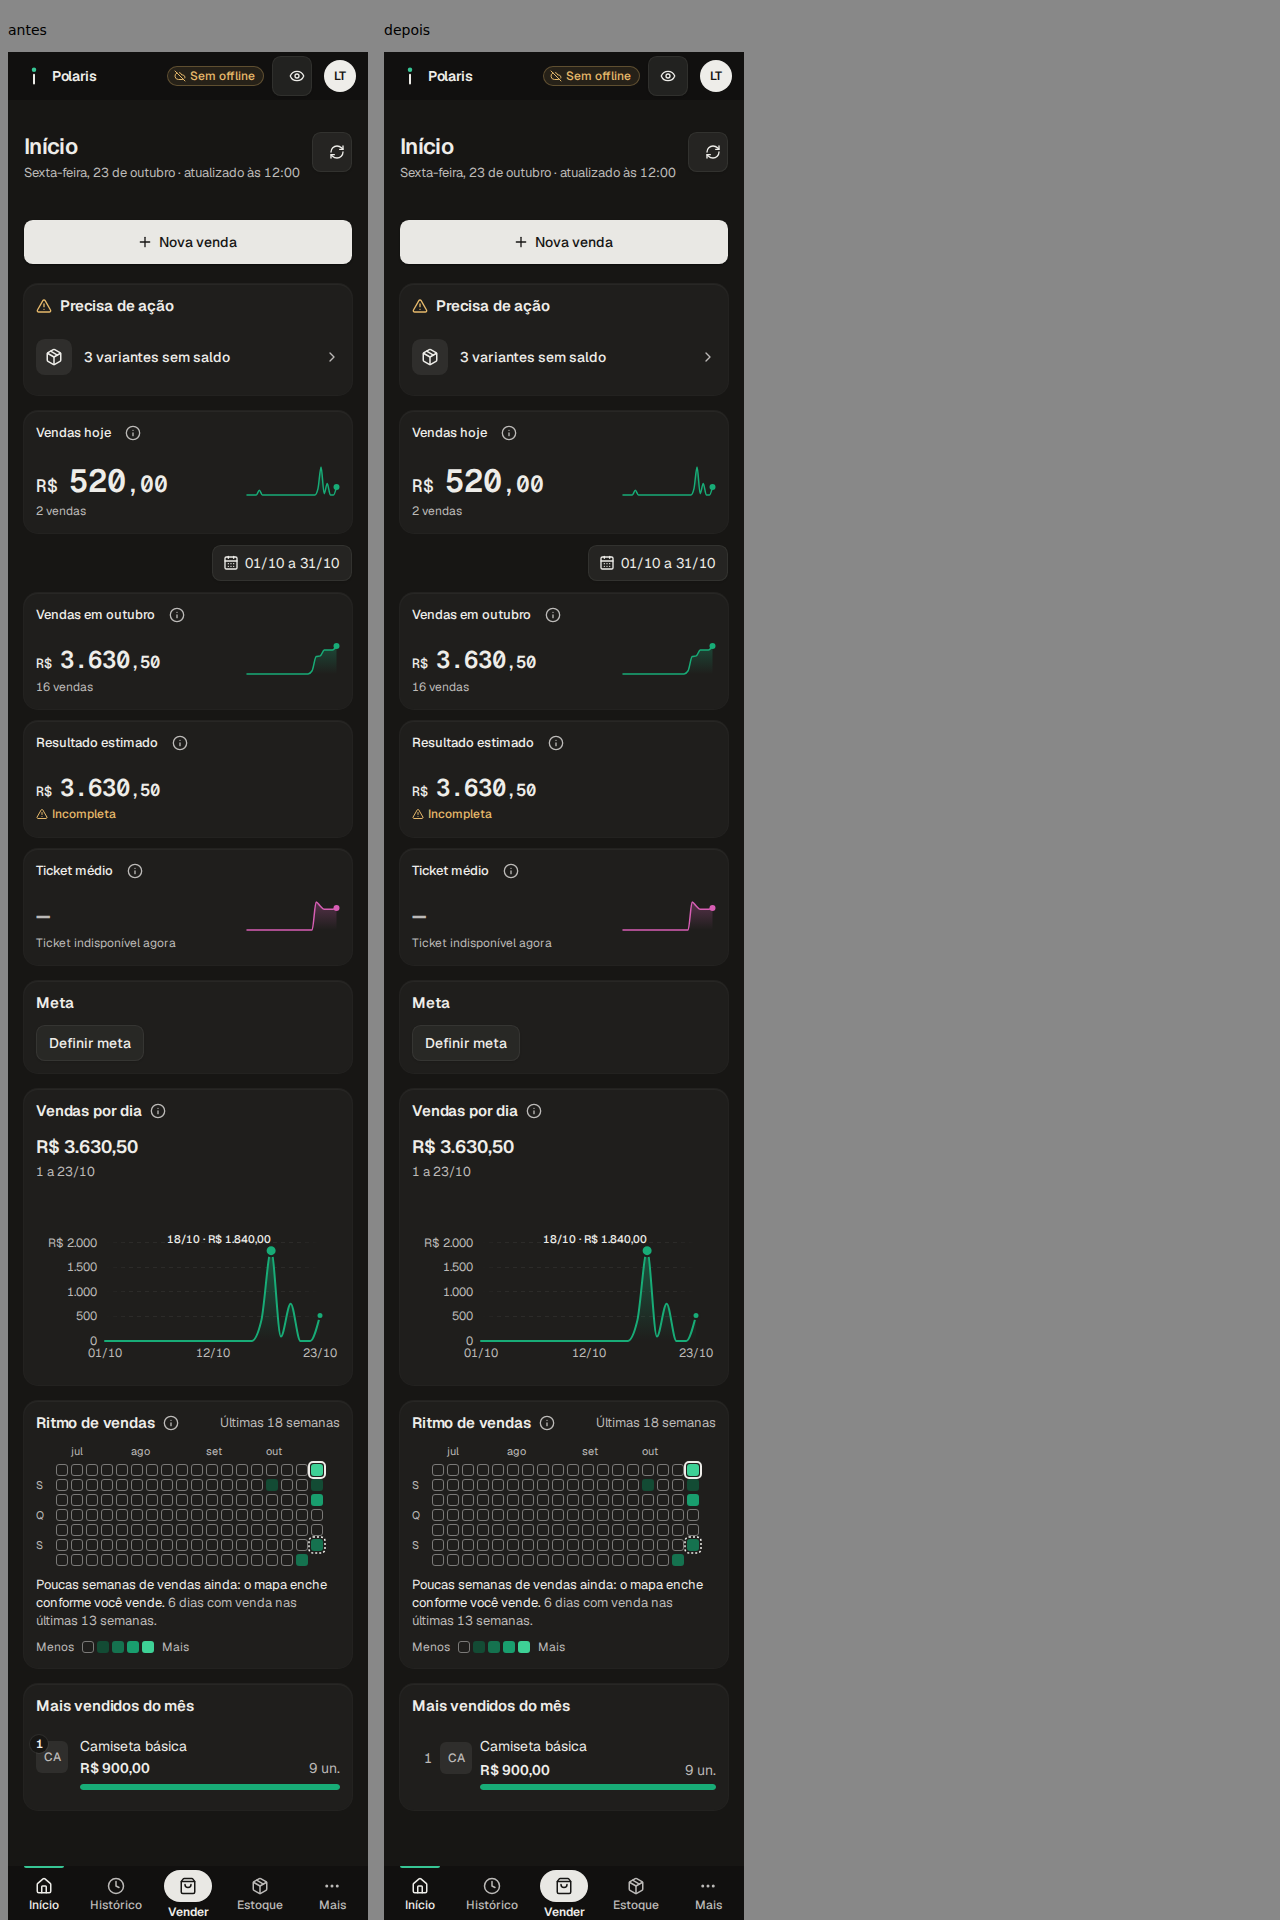 antes
Polaris
Sem offline
LT
Início
Sexta-feira, 23 de outubro · atualizado às 12:00
Nova venda
Precisa de ação
3 variantes sem saldo
Vendas hoje
R$ 520,00
2 vendas
01/10 a 31/10
Vendas em outubro
R$ 3.630,50
16 vendas
Resultado estimado
R$ 3.630,50
Incompleta
Ticket médio
—
Ticket indisponível agora
Meta
Definir meta
Vendas por dia
R$ 3.630,50
1 a 23/10
18/10 · R$ 1.840,00
R$ 2.000
1.500
1.000
500
0
01/10 12/10 23/10
Ritmo de vendas Últimas 18 semanas
jul ago set out
S
Q
S
Poucas semanas de vendas ainda: o mapa enche
conforme você vende. 6 dias com venda nas
últimas 13 semanas.
Menos Mais
Mais vendidos do mês
1 CA Camiseta básica
R$ 900,00 9 un.
Início Histórico Vender Estoque Mais
depois
Polaris
Sem offline
LT
Início
Sexta-feira, 23 de outubro · atualizado às 12:00
Nova venda
Precisa de ação
3 variantes sem saldo
Vendas hoje
R$ 520,00
2 vendas
01/10 a 31/10
Vendas em outubro
R$ 3.630,50
16 vendas
Resultado estimado
R$ 3.630,50
Incompleta
Ticket médio
—
Ticket indisponível agora
Meta
Definir meta
Vendas por dia
R$ 3.630,50
1 a 23/10
18/10 · R$ 1.840,00
R$ 2.000
1.500
1.000
500
0
01/10 12/10 23/10
Ritmo de vendas Últimas 18 semanas
jul ago set out
S
Q
S
Poucas semanas de vendas ainda: o mapa enche
conforme você vende. 6 dias com venda nas
últimas 13 semanas.
Menos Mais
Mais vendidos do mês
1 CA Camiseta básica
R$ 900,00 9 un.
Início Histórico Vender Estoque Mais